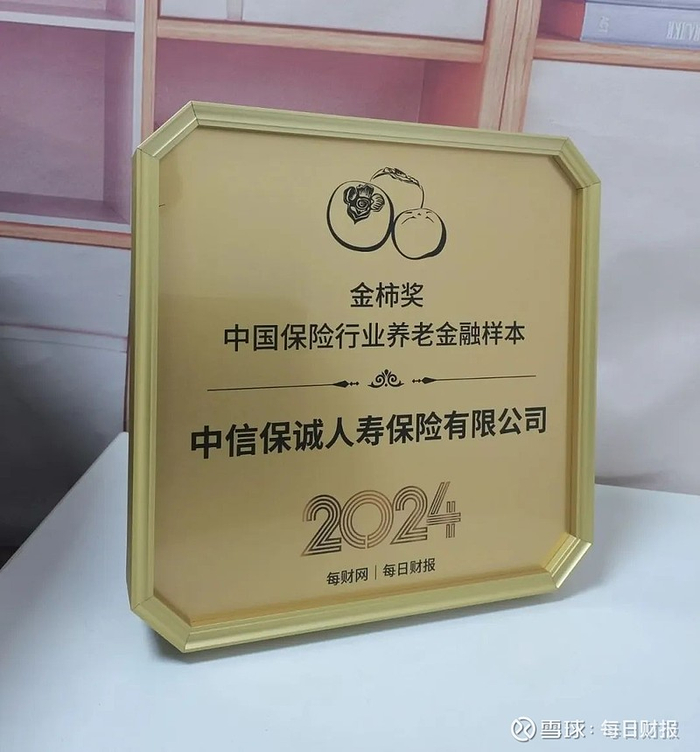 金柿奖
中国保险行业养老金融样本
中信保诚人寿保险有限公司
2024
每财网 | 每日财报
雪球：每日财报